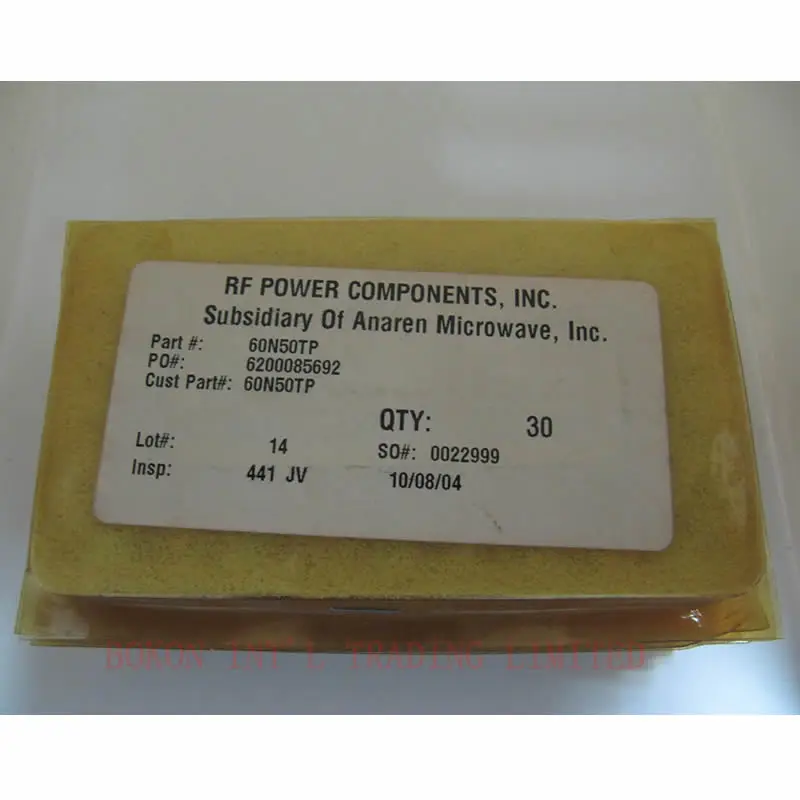 RF POWER COMPONENTS, INC.
Subsidiary Of Anaren Microwave, Inc.
Part #: 60N50TP
PO#: 6200085692
Cust Part#: 60N50TP
QTY: 30
Lot#: 14 SO#: 0022999
Insp: 441 JV 10/08/04
BOKON INT'L TRADING LIMITED